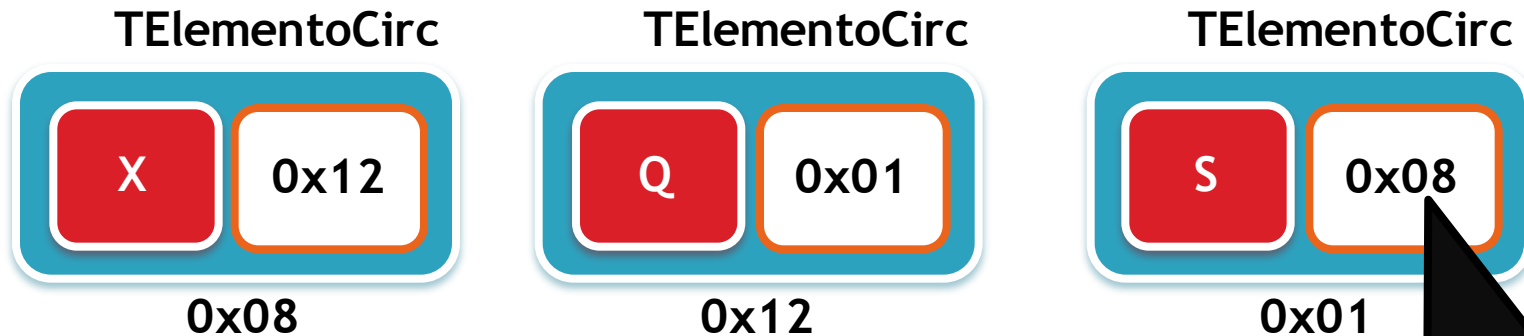 TElementoCirc TElementoCirc TElementoCirc
X 0x12 Q 0x01 S 0x08
0x08 0x12 0x01